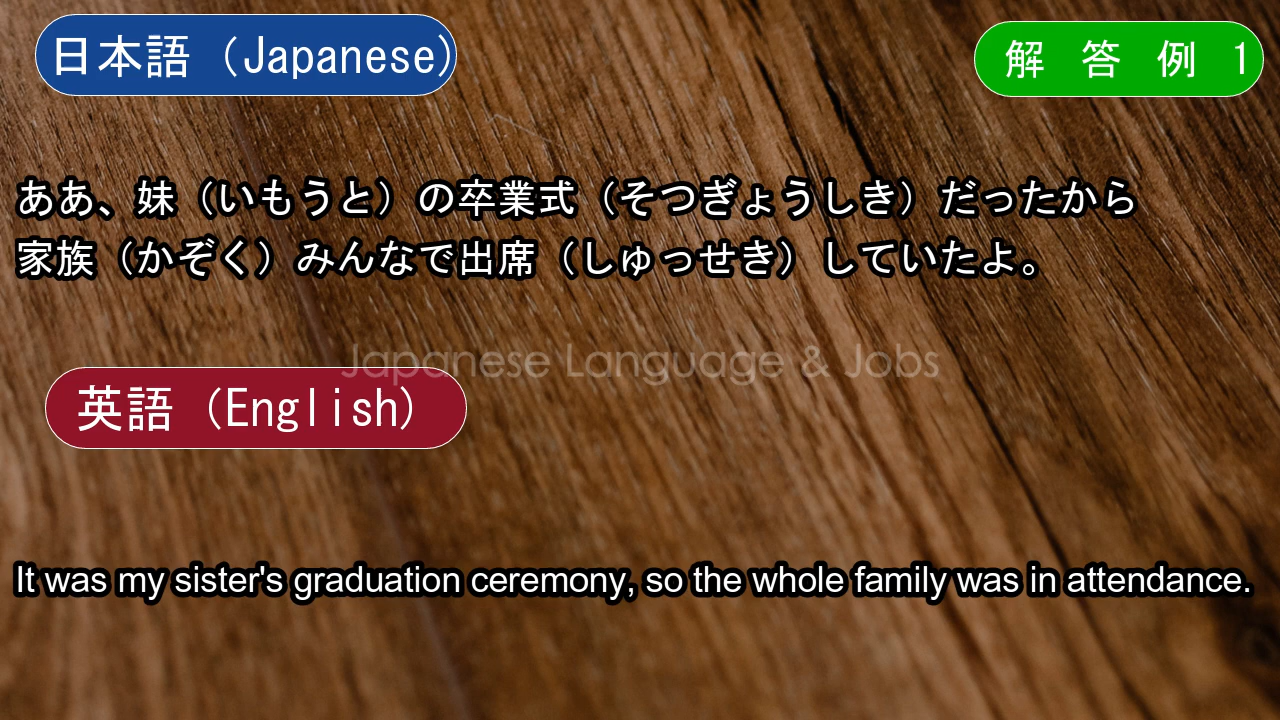 日本語（Japanese）
解答例 1
ああ、妹（いもうと）の卒業式（そつぎょうしき）だったから
家族（かぞく）みんなで出席（しゅっせき）していたよ。
Japanese Language & Jobs
英語（English）
It was my sister's graduation ceremony, so the whole family was in attendance.